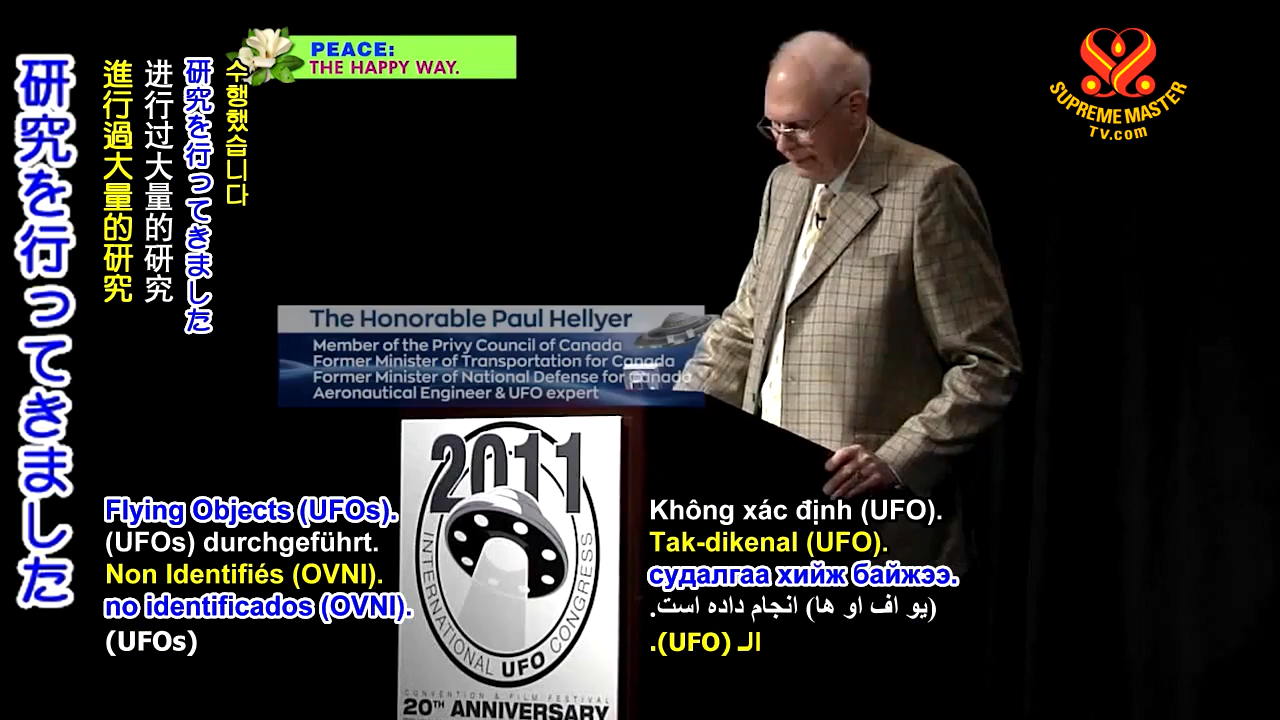 研究を行ってきました
進行過大量的研究
进行过大量的研究
研究を行ってきました
수행했습니다
PEACE:
THE HAPPY WAY.
SUPREME MASTER
TV.com
The Honorable Paul Hellyer
Member of the Privy Council of Canada
Former Minister of Transportation for Canada
Former Minister of National Defense for Canada
Aeronautical Engineer & UFO expert
2011
INTERNATIONAL UFO CONGRESS
CONVENTION & FILM FESTIVAL
20TH ANNIVERSARY
Flying Objects (UFOs).
(UFOs) durchgeführt.
Non Identifiés (OVNI).
no identificados (OVNI).
(UFOs)
Không xác định (UFO).
Tak-dikenal (UFO).
судалгаа хийж байжээ.
(یو اف او ها) انجام داده است.
الـ (UFO).